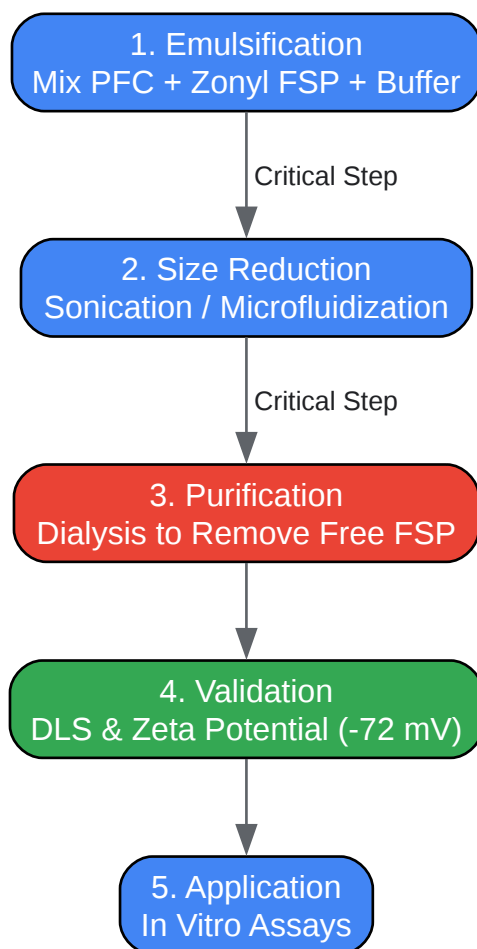 1. Emulsification
Mix PFC + Zonyl FSP + Buffer
Critical Step
2. Size Reduction
Sonication / Microfluidization
Critical Step
3. Purification
Dialysis to Remove Free FSP
4. Validation
DLS & Zeta Potential (-72 mV)
5. Application
In Vitro Assays